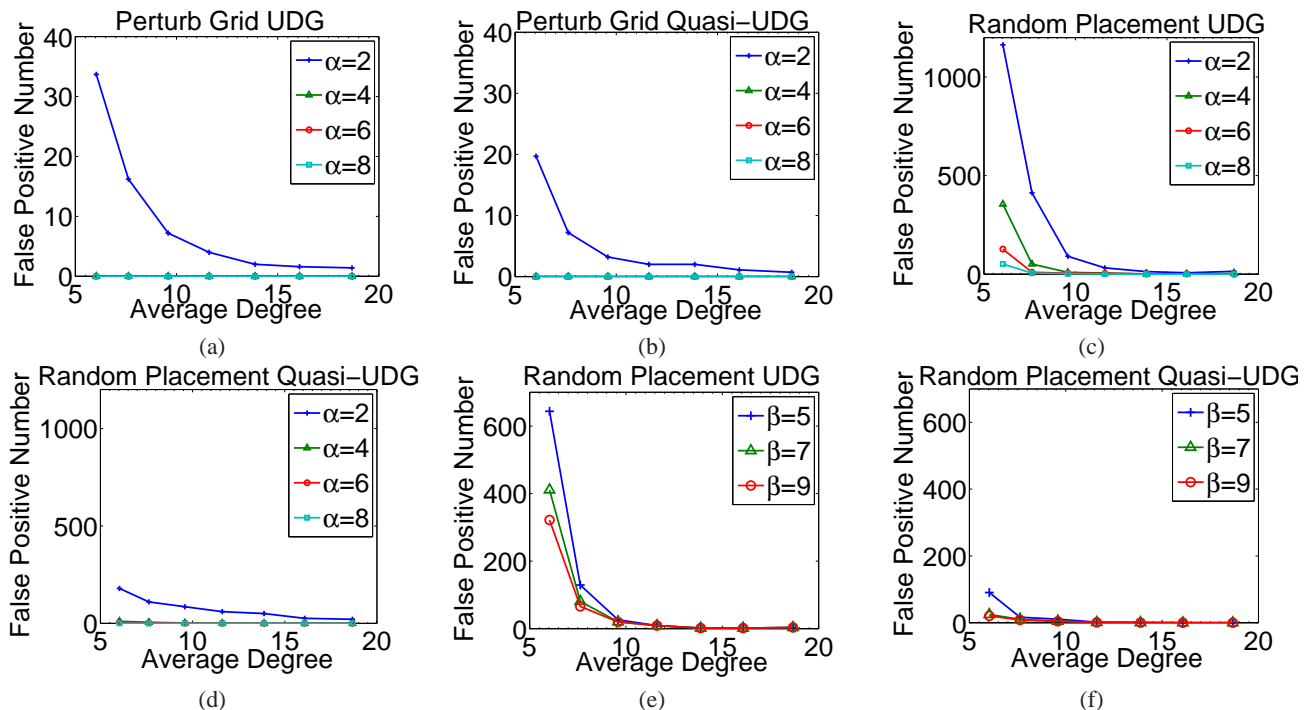 Perturb Grid UDG
False Positive Number
40
30
20
10
0
α=2
α=4
α=6
α=8
5
10
15
20
Average Degree
(a)
Perturb Grid Quasi-UDG
False Positive Number
40
30
20
10
0
α=2
α=4
α=6
α=8
5
10
15
20
Average Degree
(b)
Random Placement UDG
False Positive Number
1000
500
0
α=2
α=4
α=6
α=8
5
10
15
20
Average Degree
(c)
Random Placement Quasi-UDG
False Positive Number
1000
500
0
α=2
α=4
α=6
α=8
5
10
15
20
Average Degree
(d)
Random Placement UDG
False Positive Number
600
400
200
0
β=5
β=7
β=9
5
10
15
20
Average Degree
(e)
Random Placement Quasi-UDG
False Positive Number
600
400
200
0
β=5
β=7
β=9
5
10
15
20
Average Degree
(f)